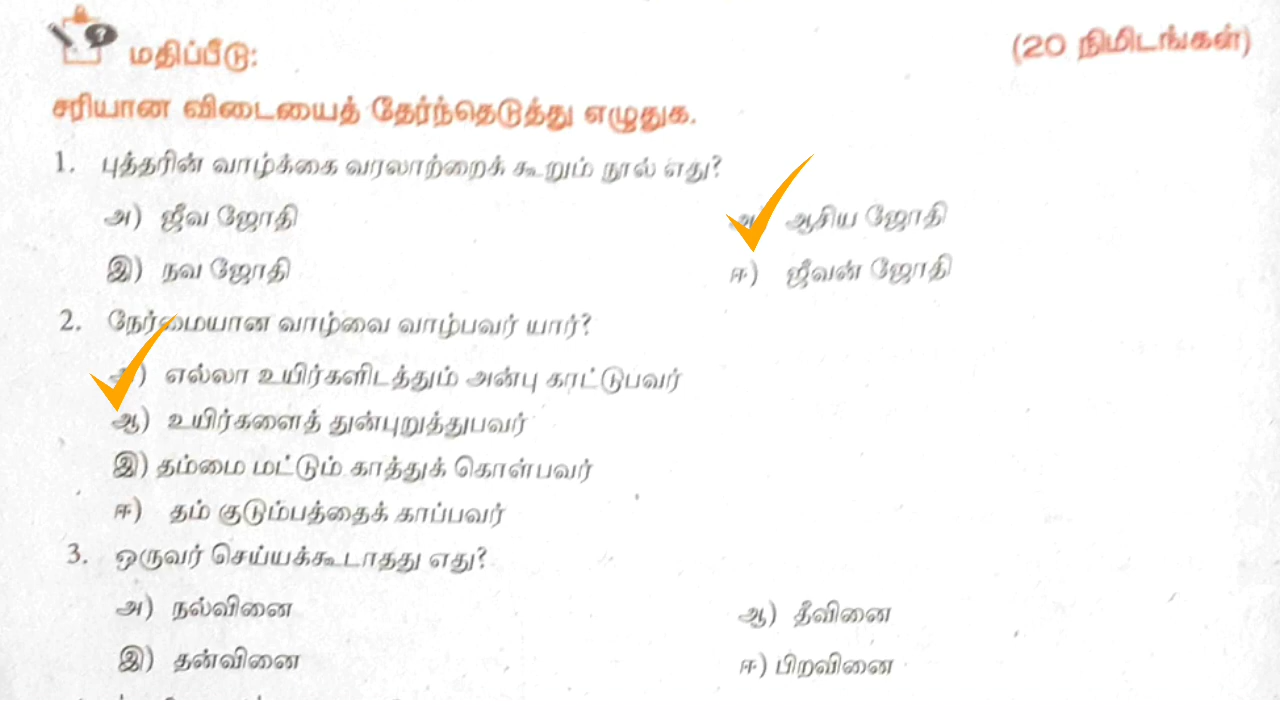 மதிப்பீடு: (20 நிமிடங்கள்)
சரியான விடையைத் தேர்ந்தெடுத்து எழுதுக.
1. புத்தரின் வாழ்க்கை வரலாற்றைக் கூறும் நூல் எது?
அ) ஜீவ ஜோதி ஆ) ஆசிய ஜோதி
இ) நவ ஜோதி ஈ) ஜீவன் ஜோதி
2. நேர்மையான வாழ்வை வாழ்பவர் யார்?
அ) எல்லா உயிர்களிடத்தும் அன்பு காட்டுபவர்
ஆ) உயிர்களைத் துன்புறுத்துபவர்
இ) தம்மை மட்டும் காத்துக் கொள்பவர்
ஈ) தம் குடும்பத்தைக் காப்பவர்
3. ஒருவர் செய்யக்கூடாதது எது?
அ) நல்வினை ஆ) தீவினை
இ) தன்வினை ஈ) பிறவினை